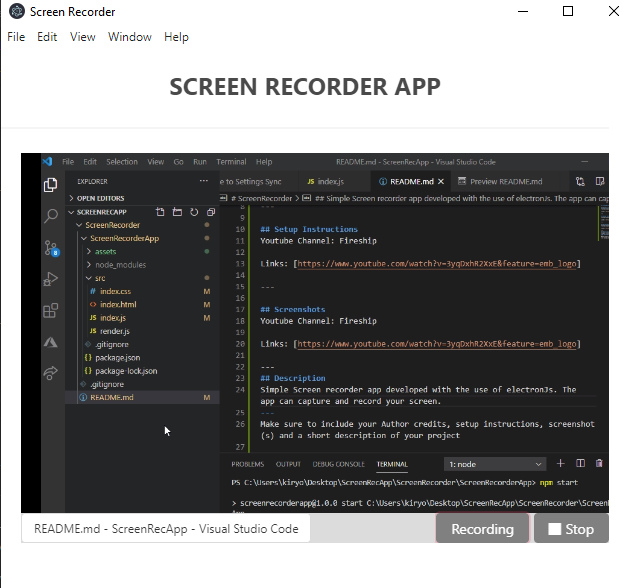 Screen Recorder
File Edit View Window Help
SCREEN RECORDER APP
File Edit Selection View Go Run Terminal Help README.md - ScreenRecApp - Visual Studio Code
EXPLORER ···
e to Settings Sync JS index.js README.md × Preview README.md
> OPEN EDITORS
# ScreenRecorder > ## Simple Screen recorder app developed with the use of electronJs. The app can captu
SCREENRECAPP
ScreenRecorder
ScreenRecorderApp
> assets
> node_modules
src
# index.css M
<> index.html M
JS index.js M
JS render.js
.gitignore
{} package.json
{} package-lock.json
.gitignore
README.md M
8 ---
9
10 ## Setup Instructions
11 Youtube Channel: Fireship
12
13 Links: [https://www.youtube.com/watch?v=3yqDxhR2XxE&feature=emb_logo]
14
15 ---
16
17
18 ## Screenshots
19 Youtube Channel: Fireship
20
20 Links: [https://www.youtube.com/watch?v=3yqDxhR2XxE&feature=emb_logo]
21
22 ---
23 ## Description
24 Simple Screen recorder app developed with the use of electronJs. The
app can capture and record your screen.
25 ---
26 Make sure to include your Author credits, setup instructions, screenshot
(s) and a short description of your project
27
PROBLEMS OUTPUT DEBUG CONSOLE TERMINAL 1: node
PS C:\Users\kiryo\Desktop\ScreenRecApp\ScreenRecorder\ScreenRecorderApp> npm start
> screenrecorderapp@1.0.0 start C:\Users\kiryo\Desktop\ScreenRecApp\ScreenRecorder\Screen
README.md - ScreenRecApp - Visual Studio Code
Recording
Stop